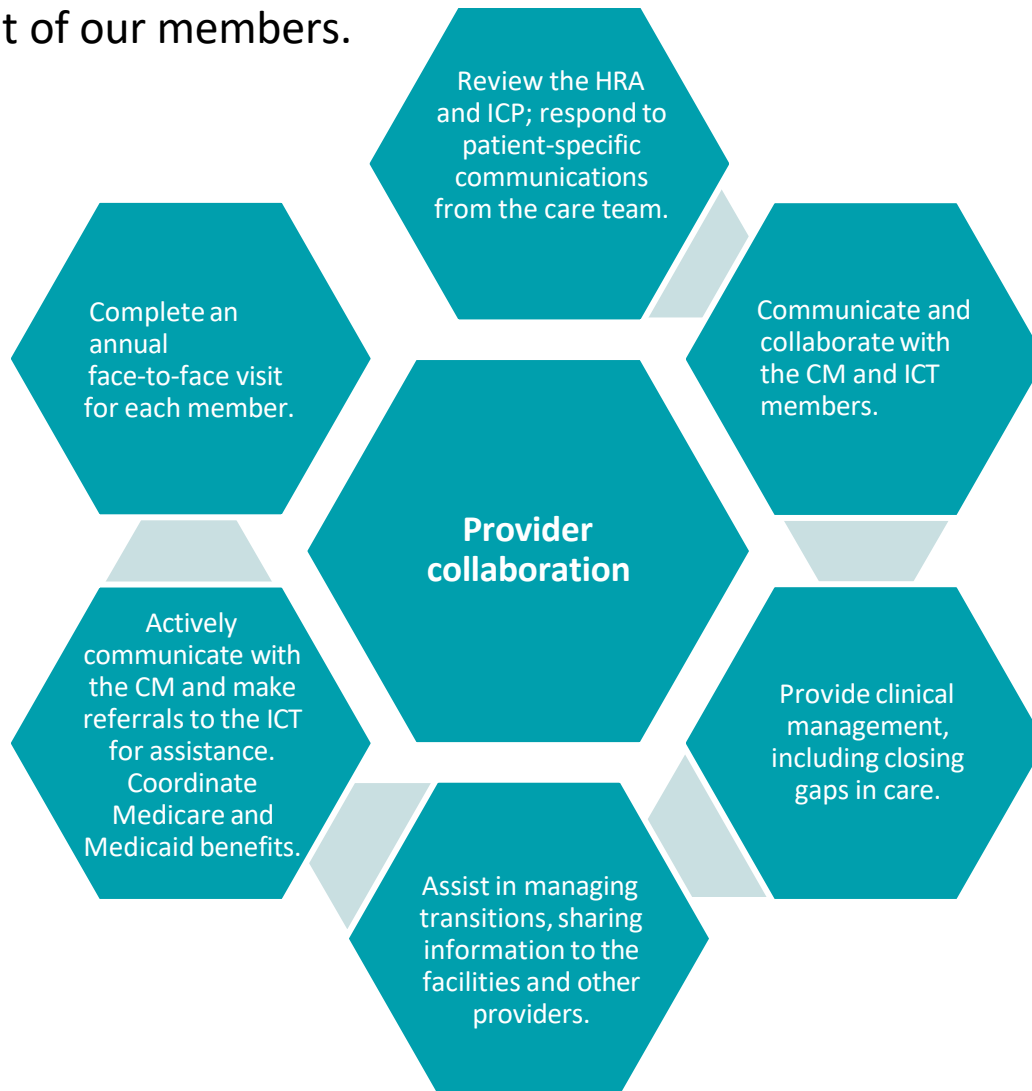 t of our members.
Review the HRA
and ICP; respond to
patient-specific
communications
from the care team.
Communicate and
collaborate with
the CM and ICT
members.
Provide clinical
management,
including closing
gaps in care.
Assist in managing
transitions, sharing
information to the
facilities and other
providers.
Actively
communicate with
the CM and make
referrals to the ICT
for assistance.
Coordinate
Medicare and
Medicaid benefits.
Complete an
annual
face-to-face visit
for each member.
Provider
collaboration